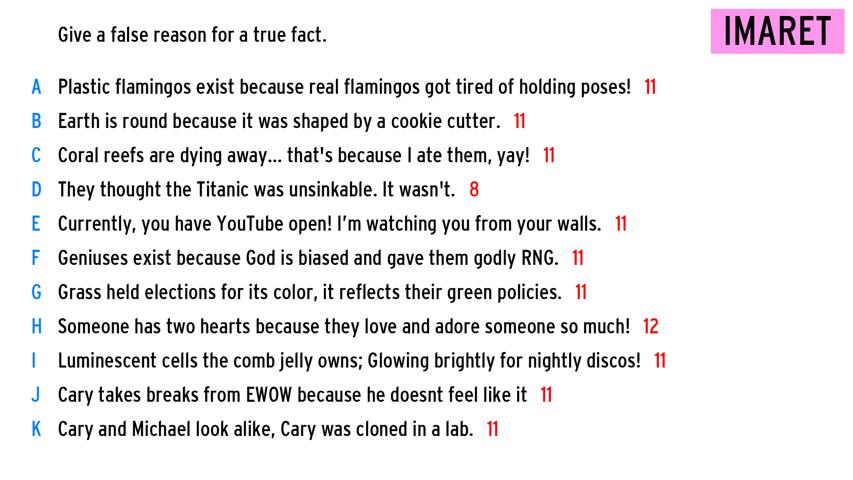 Give a false reason for a true fact.
IMARET
A Plastic flamingos exist because real flamingos got tired of holding poses! 11
B Earth is round because it was shaped by a cookie cutter. 11
C Coral reefs are dying away... that's because I ate them, yay! 11
D They thought the Titanic was unsinkable. It wasn't. 8
E Currently, you have YouTube open! I’m watching you from your walls. 11
F Geniuses exist because God is biased and gave them godly RNG. 11
G Grass held elections for its color, it reflects their green policies. 11
H Someone has two hearts because they love and adore someone so much! 12
I Luminescent cells the comb jelly owns; Glowing brightly for nightly discos! 11
J Cary takes breaks from EWOW because he doesnt feel like it 11
K Cary and Michael look alike, Cary was cloned in a lab. 11